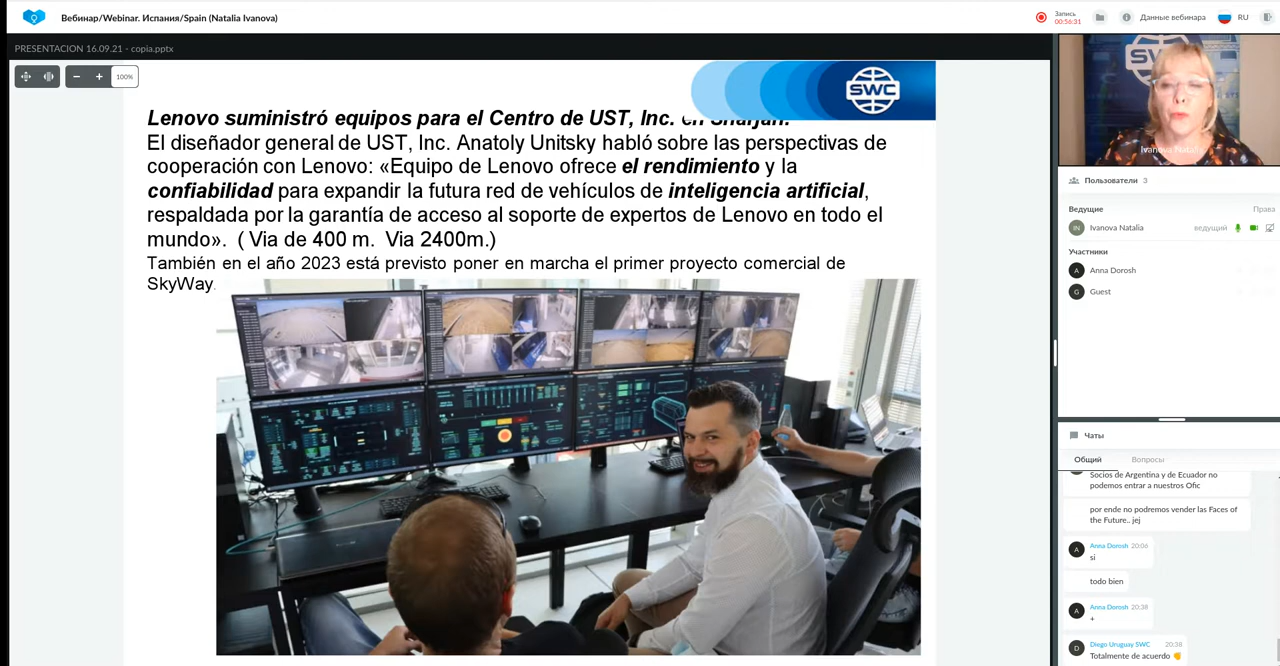 Вебинар/Webinar. Испания/Spain (Natalia Ivanova)
Запись
00:56:31
Данные вебинара
RU
PRESENTACION 16.09.21 - copia.pptx
100%
SWC
Lenovo suministró equipos para el Centro de UST, Inc. en Sharjah.
El diseñador general de UST, Inc. Anatoly Unitsky habló sobre las perspectivas de
cooperación con Lenovo: «Equipo de Lenovo ofrece el rendimiento y la
confiabilidad para expandir la futura red de vehículos de inteligencia artificial,
respaldada por la garantía de acceso al soporte de expertos de Lenovo en todo el
mundo». ( Via de 400 m. Via 2400m.)
También en el año 2023 está previsto poner en marcha el primer proyecto comercial de
SkyWay.
Ivanova Natalia
Пользователи 3
Ведущие Права
IN Ivanova Natalia ведущий
Участники
A Anna Dorosh
G Guest
Чаты
Общий Вопросы
Socios de Argentina y de Ecuador no
podemos entrar a nuestros Ofic
por ende no podremos vender las Faces of
the Future.. jej
A Anna Dorosh 20:06
si
todo bien
A Anna Dorosh 20:38
+
D Diego Uruguay SWC 20:38
Totalmente de acuerdo 👏